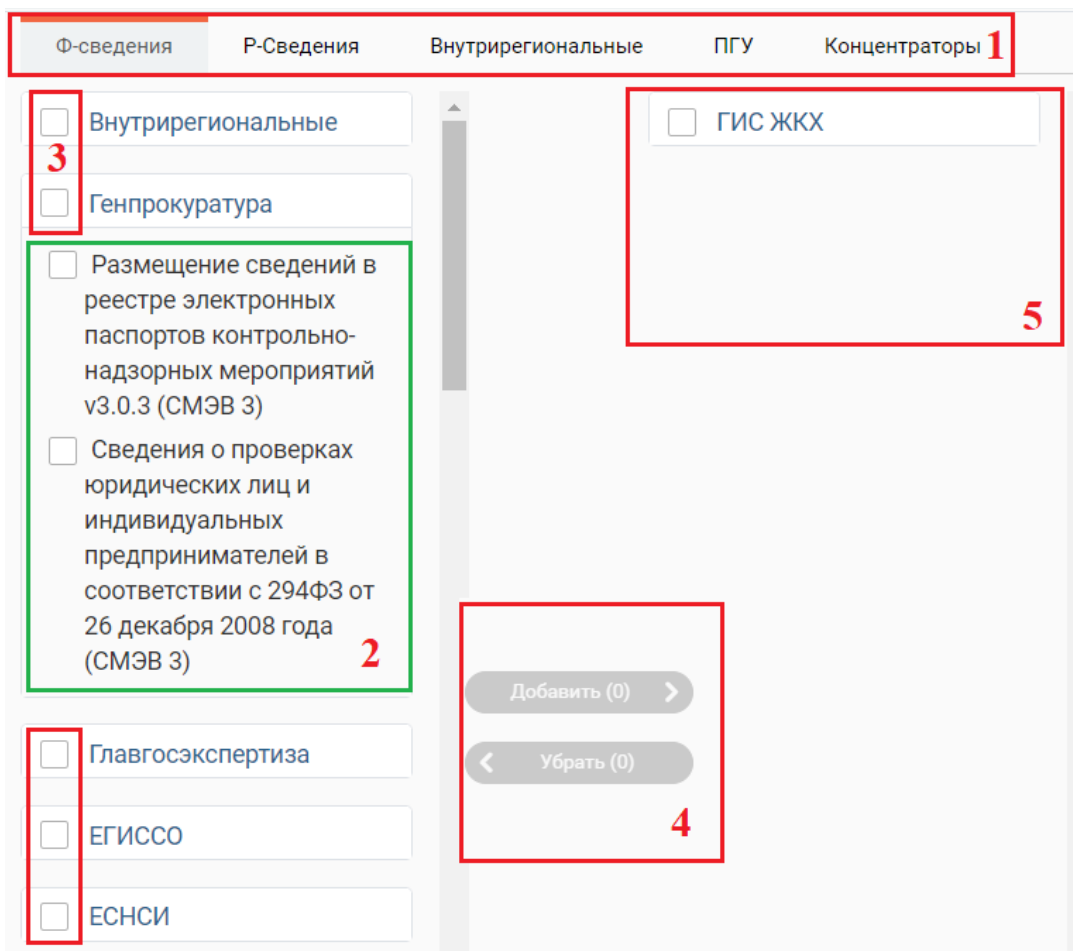 Ф-сведения Р-Сведения Внутрирегиональные ПГУ Концентраторы 1
Внутрирегиональные
3
Генпрокуратура
Размещение сведений в
реестре электронных
паспортов контрольно-
надзорных мероприятий
v3.0.3 (СМЭВ 3)
Сведения о проверках
юридических лиц и
индивидуальных
предпринимателей в
соответствии с 294ФЗ от
26 декабря 2008 года
(СМЭВ 3)
2
Главгосэкспертиза
ЕГИССО
ЕСНСИ
Добавить (0)
Убрать (0)
4
ГИС ЖКХ
5